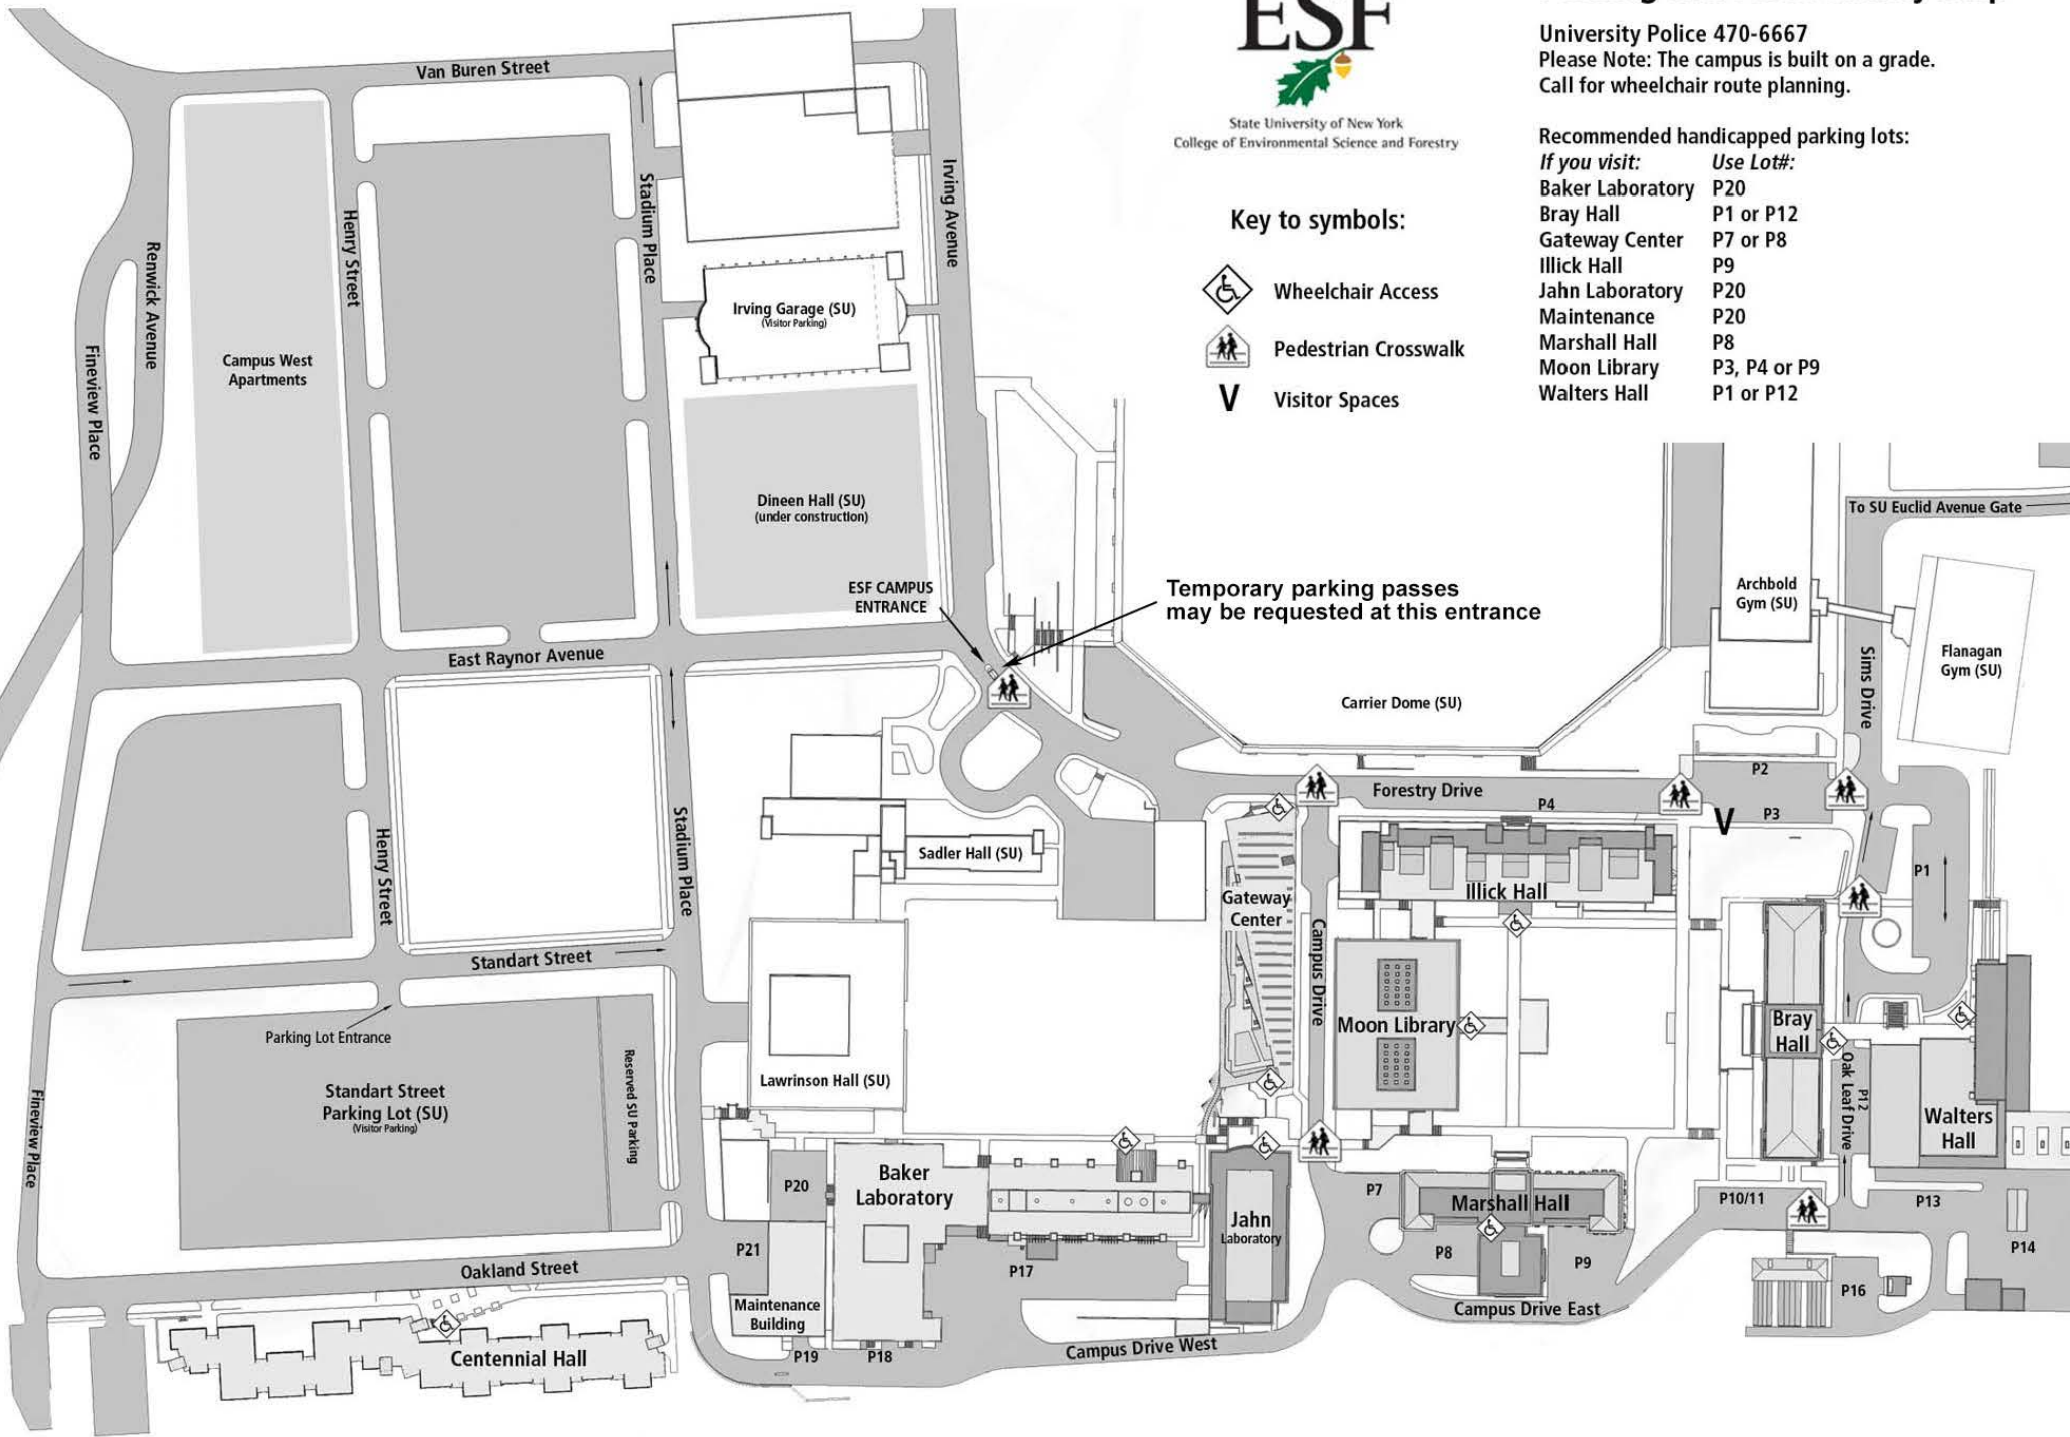 ESF
State University of New York
College of Environmental Science and Forestry
University Police 470-6667
Please Note: The campus is built on a grade.
Call for wheelchair route planning.
Recommended handicapped parking lots:
If you visit: Use Lot#:
Baker Laboratory P20
Bray Hall P1 or P12
Gateway Center P7 or P8
Illick Hall P9
Jahn Laboratory P20
Maintenance P20
Marshall Hall P8
Moon Library P3, P4 or P9
Walters Hall P1 or P12
Key to symbols:
Wheelchair Access
Pedestrian Crosswalk
V Visitor Spaces
Van Buren Street
Irving Avenue
Stadium Place
Henry Street
Renwick Avenue
Fineview Place
Campus West
Apartments
Irving Garage (SU)
(Visitor Parking)
Dineen Hall (SU)
(under construction)
ESF CAMPUS
ENTRANCE
Temporary parking passes
may be requested at this entrance
East Raynor Avenue
To SU Euclid Avenue Gate
Archbold
Gym (SU)
Flanagan
Gym (SU)
Sims Drive
Carrier Dome (SU)
Forestry Drive
P2
P4
P3
V
P1
Sadler Hall (SU)
Stadium Place
Henry Street
Standart Street
Gateway
Center
Illick Hall
Campus Drive
Moon Library
Bray
Hall
Oak Leaf Drive
P12
Walters
Hall
Parking Lot Entrance
Standart Street
Parking Lot (SU)
(Visitor Parking)
Reserved SU Parking
Fineview Place
Lawrinson Hall (SU)
P20
Baker
Laboratory
Jahn
Laboratory
P7
Marshall Hall
P10/11
P13
P21
P17
P8
P9
P14
P16
Oakland Street
Maintenance
Building
Campus Drive East
Campus Drive West
P19
P18
Centennial Hall